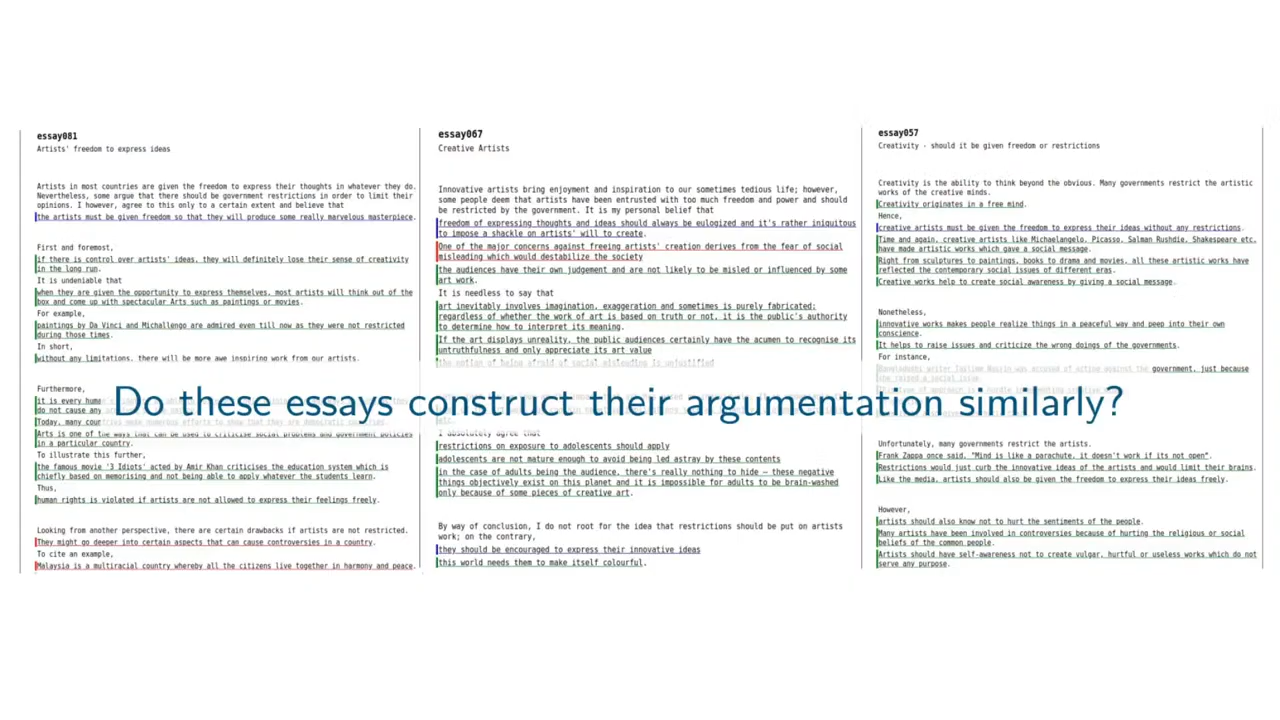 essay081
Artists' freedom to express ideas
Artists in most countries are given the freedom to express their thoughts in whatever they do.
Nevertheless, some argue that there should be government restrictions in order to limit their
opinions. I however, agree to this only to a certain extent and believe that
the artists must be given freedom so that they will produce some really marvelous masterpiece.
First and foremost,
if there is control over artists' ideas, they will definitely lose their sense of creativity
in the long run.
It is undeniable that
when they are given the opportunity to express themselves, most artists will think out of the
box and come up with spectacular Arts such as paintings or movies.
For example,
paintings by Da Vinci and Michallengo are admired even till now as they were not restricted
during those times.
In short,
without any limitations, there will be more awe inspiring work from our artists.
Furthermore,
it is every
do not cause any
Today, many
Arts is one of the ways that can be used to criticise social problems and government policies
in a particular country.
To illustrate this further,
the famous movie '3 Idiots' acted by Amir Khan criticises the education system which is
chiefly based on memorising and not being able to apply whatever the students learn.
Thus,
human rights is violated if artists are not allowed to express their feelings freely.
Looking from another perspective, there are certain drawbacks if artists are not restricted.
They might go deeper into certain aspects that can cause controversies in a country.
To cite an example,
Malaysia is a multiracial country whereby all the citizens live together in harmony and peace.
essay067
Creative Artists
Innovative artists bring enjoyment and inspiration to our sometimes tedious life; however,
some people deem that artists have been entrusted with too much freedom and power and should
be restricted by the government. It is my personal belief that
freedom of expressing thoughts and ideas should always be eulogized and it's rather iniquitous
to impose a shackle on artists' will to create.
One of the major concerns against freeing artists' creation derives from the fear of social
misleading which would destabilize the society
the audiences have their own judgement and are not likely to be misled or influenced by some
art work.
It is needless to say that
art inevitably involves imagination, exaggeration and sometimes is purely fabricated;
regardless of whether the work of art is based on truth or not, it is the public's authority
to determine how to interpret its meaning.
If the art displays unreality, the public audiences certainly have the acumen to recognise its
untruthfulness and only appreciate its art value
the notion of being afraid of social misleading is unjustified
I absolutely agree that
restrictions on exposure to adolescents should apply
adolescents are not mature enough to avoid being led astray by these contents
in the case of adults being the audience, there's really nothing to hide — these negative
things objectively exist on this planet and it is impossible for adults to be brain-washed
only because of some pieces of creative art.
By way of conclusion, I do not root for the idea that restrictions should be put on artists
work; on the contrary,
they should be encouraged to express their innovative ideas
this world needs them to make itself colourful.
essay057
Creativity - should it be given freedom or restrictions
Creativity is the ability to think beyond the obvious. Many governments restrict the artistic
works of the creative minds.
Creativity originates in a free mind.
Hence,
creative artists must be given the freedom to express their ideas without any restrictions.
Time and again, creative artists like Michaelangelo, Picasso, Salman Rushdie, Shakespeare etc.
have made artistic works which gave a social message.
Right from sculptures to paintings, books to drama and movies, all these artistic works have
reflected the contemporary social issues of different eras.
Creative works help to create social awareness by giving a social message.
Nonetheless,
innovative works makes people realize things in a peaceful way and peep into their own
conscience.
It helps to raise issues and criticize the wrong doings of the governments.
For instance,
government, just because
she raised a social issue.
Unfortunately, many governments restrict the artists.
Frank Zappa once said, "Mind is like a parachute, it doesn't work if its not open".
Restrictions would just curb the innovative ideas of the artists and would limit their brains.
Like the media, artists should also be given the freedom to express their ideas freely.
However,
artists should also know not to hurt the sentiments of the people.
Many artists have been involved in controversies because of hurting the religious or social
beliefs of the common people.
Artists should have self-awareness not to create vulgar, hurtful or useless works which do not
serve any purpose.
Do these essays construct their argumentation similarly?